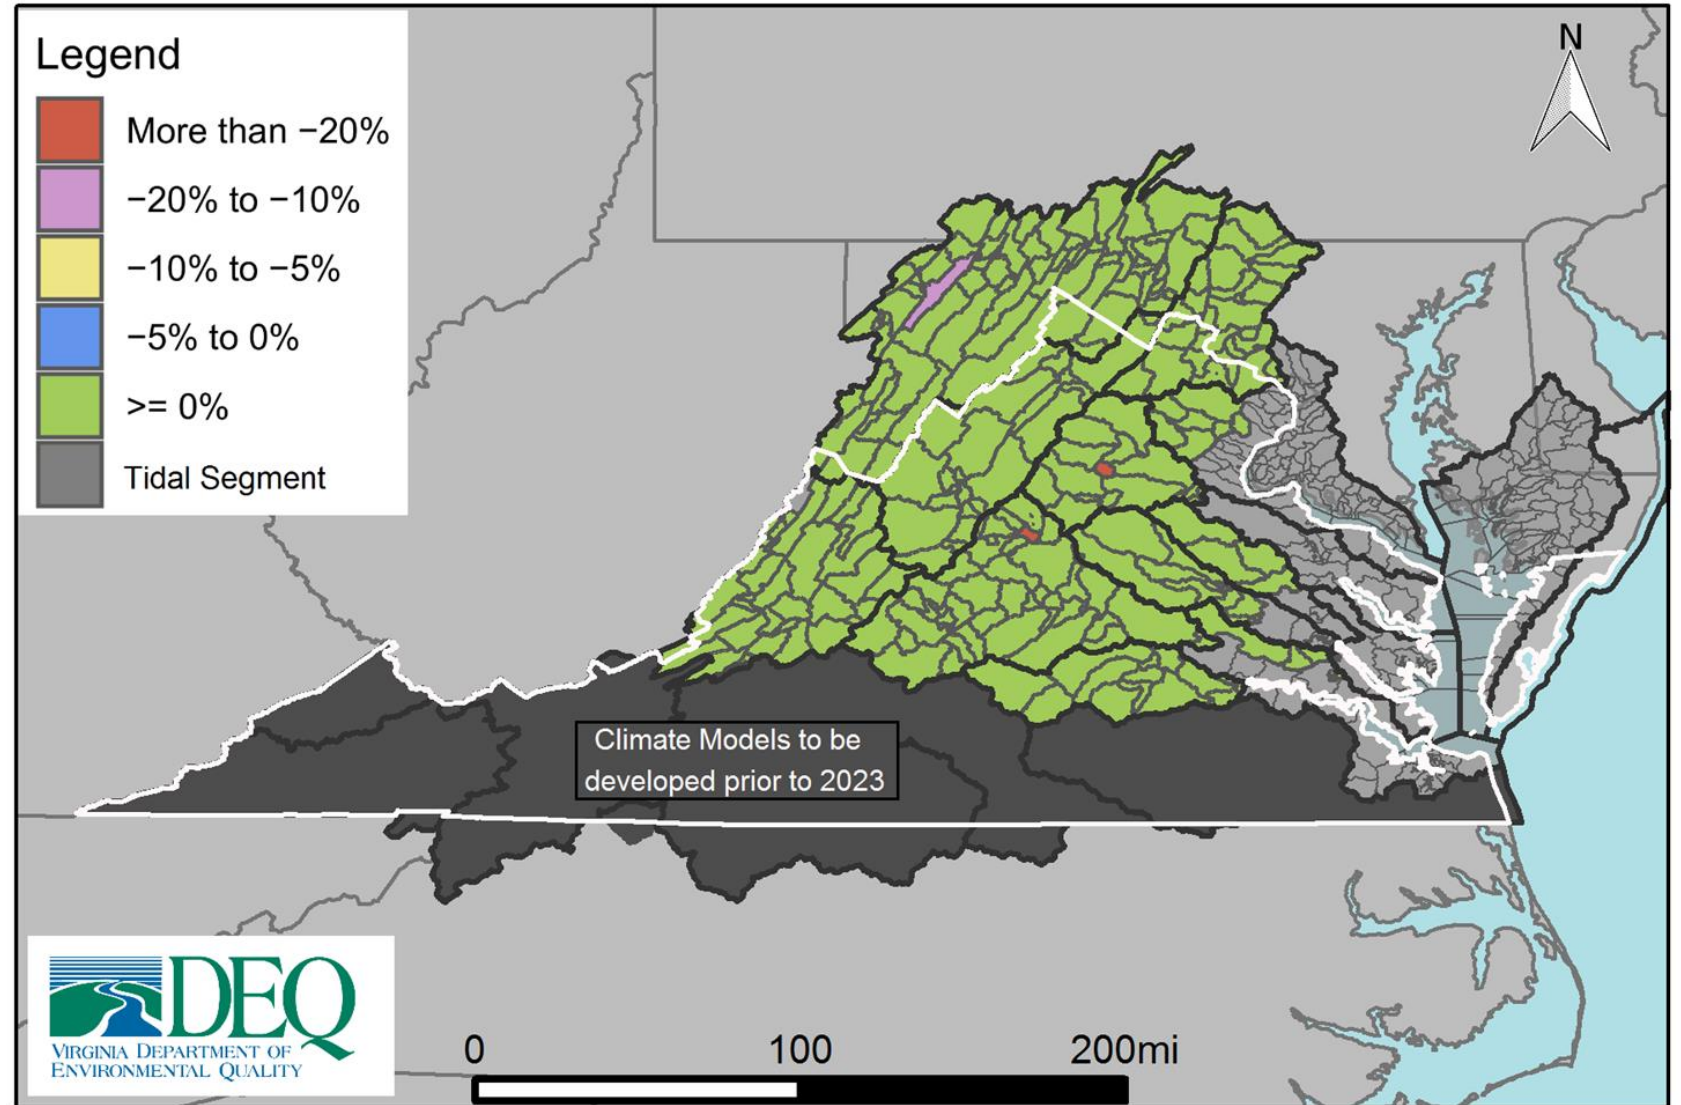 Legend
More than −20%
−20% to −10%
−10% to −5%
−5% to 0%
>= 0%
Tidal Segment
N
Climate Models to be
developed prior to 2023
DEQ
VIRGINIA DEPARTMENT OF
ENVIRONMENTAL QUALITY
0 100 200mi